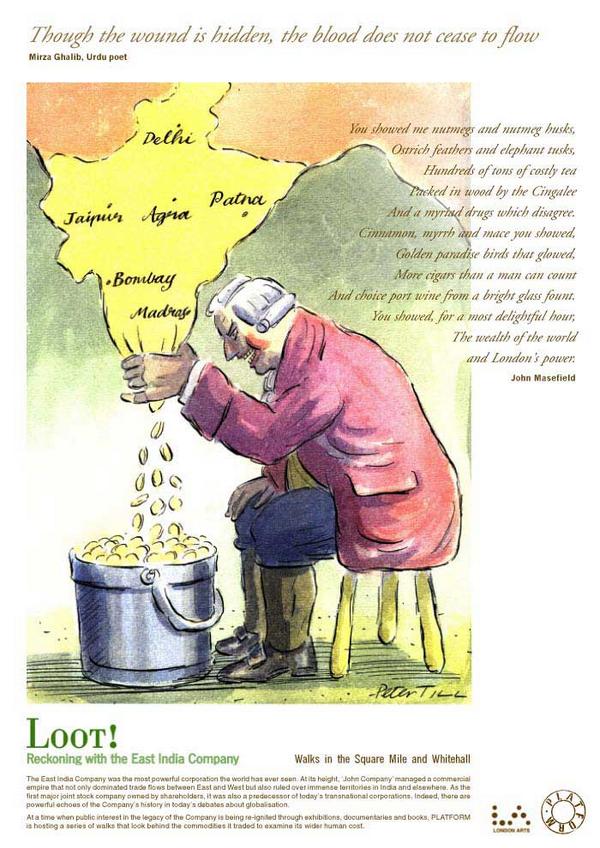 Though the wound is hidden, the blood does not cease to flow
Mirza Ghalib, Urdu poet
You showed me nutmegs and nutmeg husks,
Ostrich feathers and elephant tusks,
Hundreds of tons of costly tea
Packed in wood by the Cingalee
And a myriad drugs which disagree.
Cinnamon, myrrh and mace you showed,
Golden paradise birds that glowed,
More cigars than a man can count
And choice port wine from a bright glass fount.
You showed, for a most delightful hour,
The wealth of the world
and London's power.
John Masefield
Delhi
Jaipur Agra Patna
Bombay
Madras
Peter Till
LOOT!
Reckoning with the East India Company
Walks in the Square Mile and Whitehall
The East India Company was the most powerful corporation the world has ever seen. At its height, 'John Company' managed a commercial
empire that not only dominated trade flows between East and West but also ruled over immense territories in India and elsewhere. As the
first major joint stock company owned by shareholders, it was also a predecessor of today's transnational corporations. Indeed, there are
powerful echoes of the Company's history in today's debates about globalisation.
At a time when public interest in the legacy of the Company is being re-ignited through exhibitions, documentaries and books, PLATFORM
is hosting a series of walks that look behind the commodities it traded to examine its wider human cost.
LONDON ARTS
PLATFORM